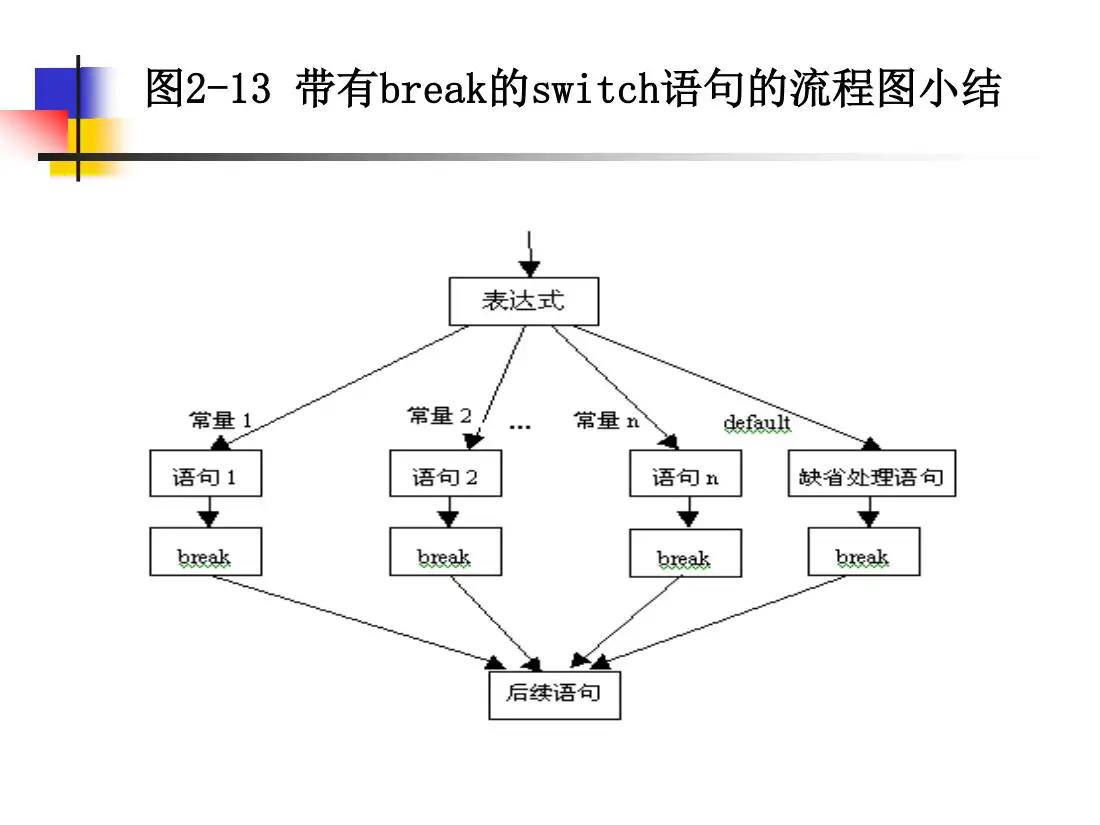 图2-13 带有break的switch语句的流程图小结
表达式
常量 1
常量 2
...
常量 n
default
语句 1
语句 2
语句 n
缺省处理语句
break
break
break
break
后续语句